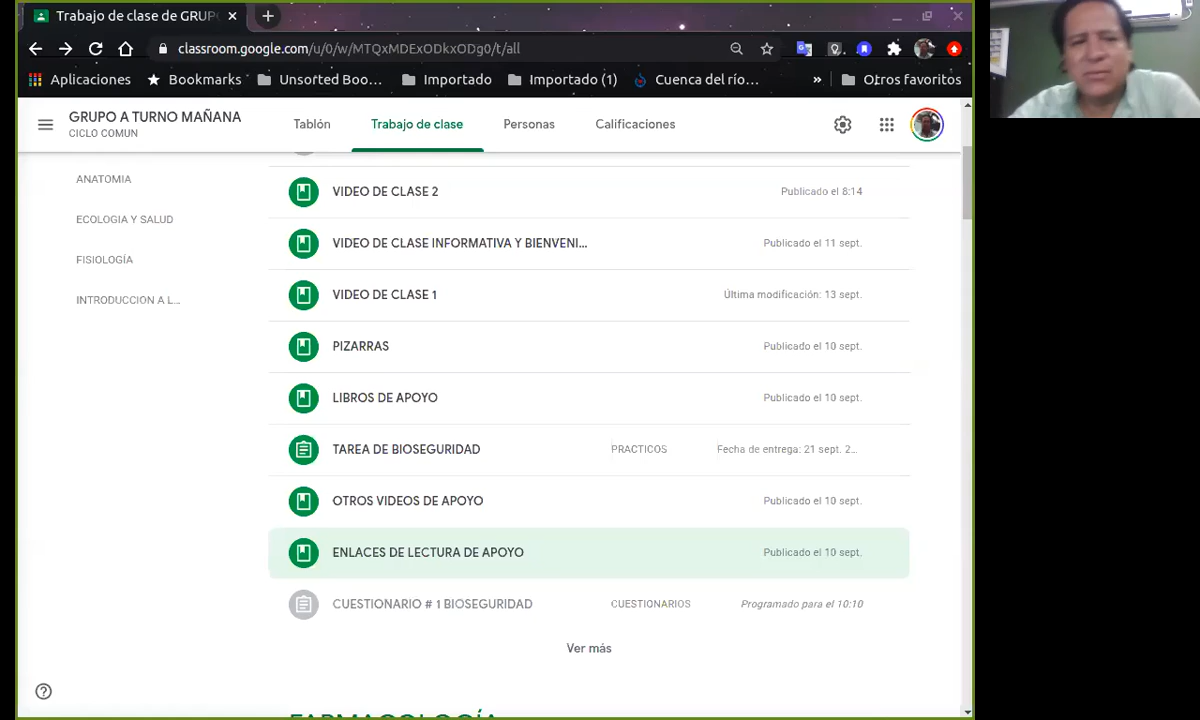 Trabajo de clase de GRUP
classroom.google.com/u/0/w/MTQxMDExODkxODg0/t/all
Aplicaciones Bookmarks Unsorted Boo... Importado Importado (1) Cuenca del río... » Otros favoritos
GRUPO A TURNO MAÑANA
CICLO COMUN
Tablón Trabajo de clase Personas Calificaciones
ANATOMIA
ECOLOGIA Y SALUD
FISIOLOGÍA
INTRODUCCION A L...
VIDEO DE CLASE 2 Publicado el 8:14
VIDEO DE CLASE INFORMATIVA Y BIENVENI... Publicado el 11 sept.
VIDEO DE CLASE 1 Última modificación: 13 sept.
PIZARRAS Publicado el 10 sept.
LIBROS DE APOYO Publicado el 10 sept.
TAREA DE BIOSEGURIDAD PRACTICOS Fecha de entrega: 21 sept. 2...
OTROS VIDEOS DE APOYO Publicado el 10 sept.
ENLACES DE LECTURA DE APOYO Publicado el 10 sept.
CUESTIONARIO # 1 BIOSEGURIDAD CUESTIONARIOS Programado para el 10:10
Ver más
FARMACOLOGÍA